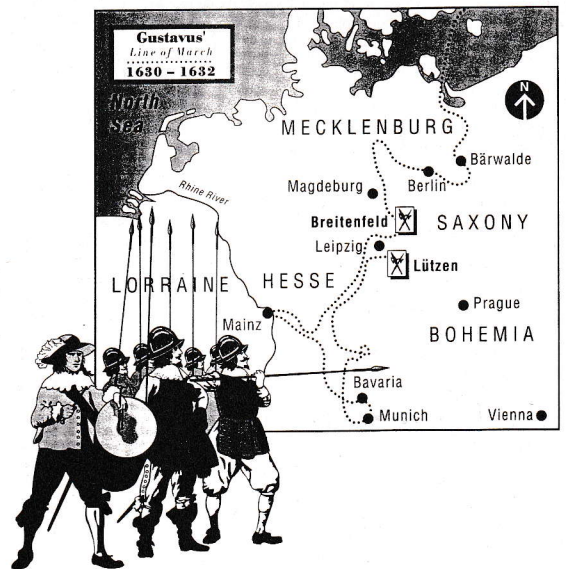 Gustavus'
Line of March
1630 – 1632
North
Sea
N
MECKLENBURG
Bärwalde
Berlin
Magdeburg
Rhine River
Breitenfeld
SAXONY
Leipzig
Lützen
LORRAINE
HESSE
Prague
Mainz
BOHEMIA
Bavaria
Munich
Vienna